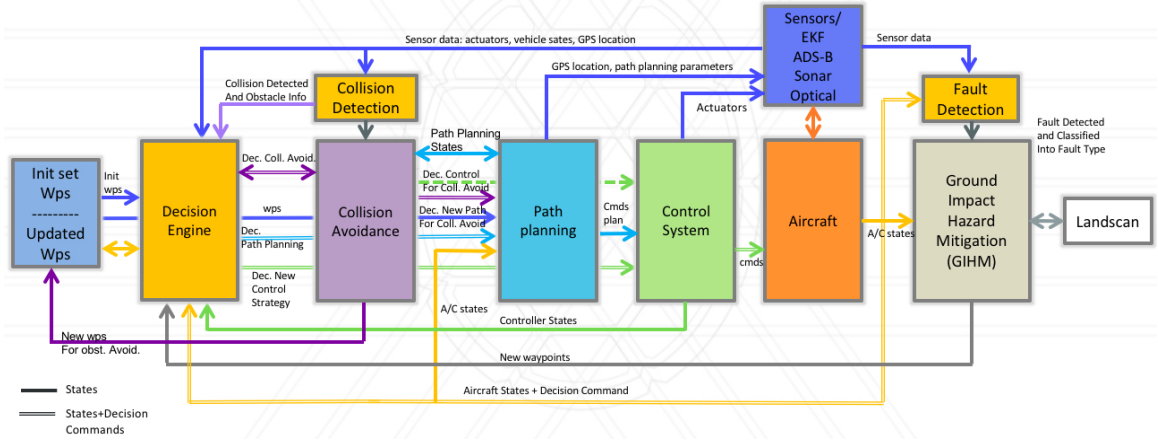 Sensors/
EKF
ADS-B
Sonar
Optical
Sensor data: actuators, vehicle sates, GPS location
Sensor data
GPS location, path planning parameters
Collision Detected
And Obstacle Info
Collision
Detection
Actuators
Fault
Detection
Fault Detected
and Classified
Into Fault Type
Path Planning
States
Init set
Wps
---------
Updated
Wps
Init
wps
Decision
Engine
Dec. Coll. Avoid.
wps
Dec.
Path Planning
Dec. New
Control
Strategy
Collision
Avoidance
Dec. Control
For Coll. Avoid
Dec. New Path
For Coll. Avoid
Path
planning
Cmds
plan
Control
System
cmds
Aircraft
A/C states
Ground
Impact
Hazard
Mitigation
(GIHM)
Landscan
A/C states
Controller States
New wps
For obst. Avoid.
New waypoints
Aircraft States + Decision Command
States
States+Decision
Commands